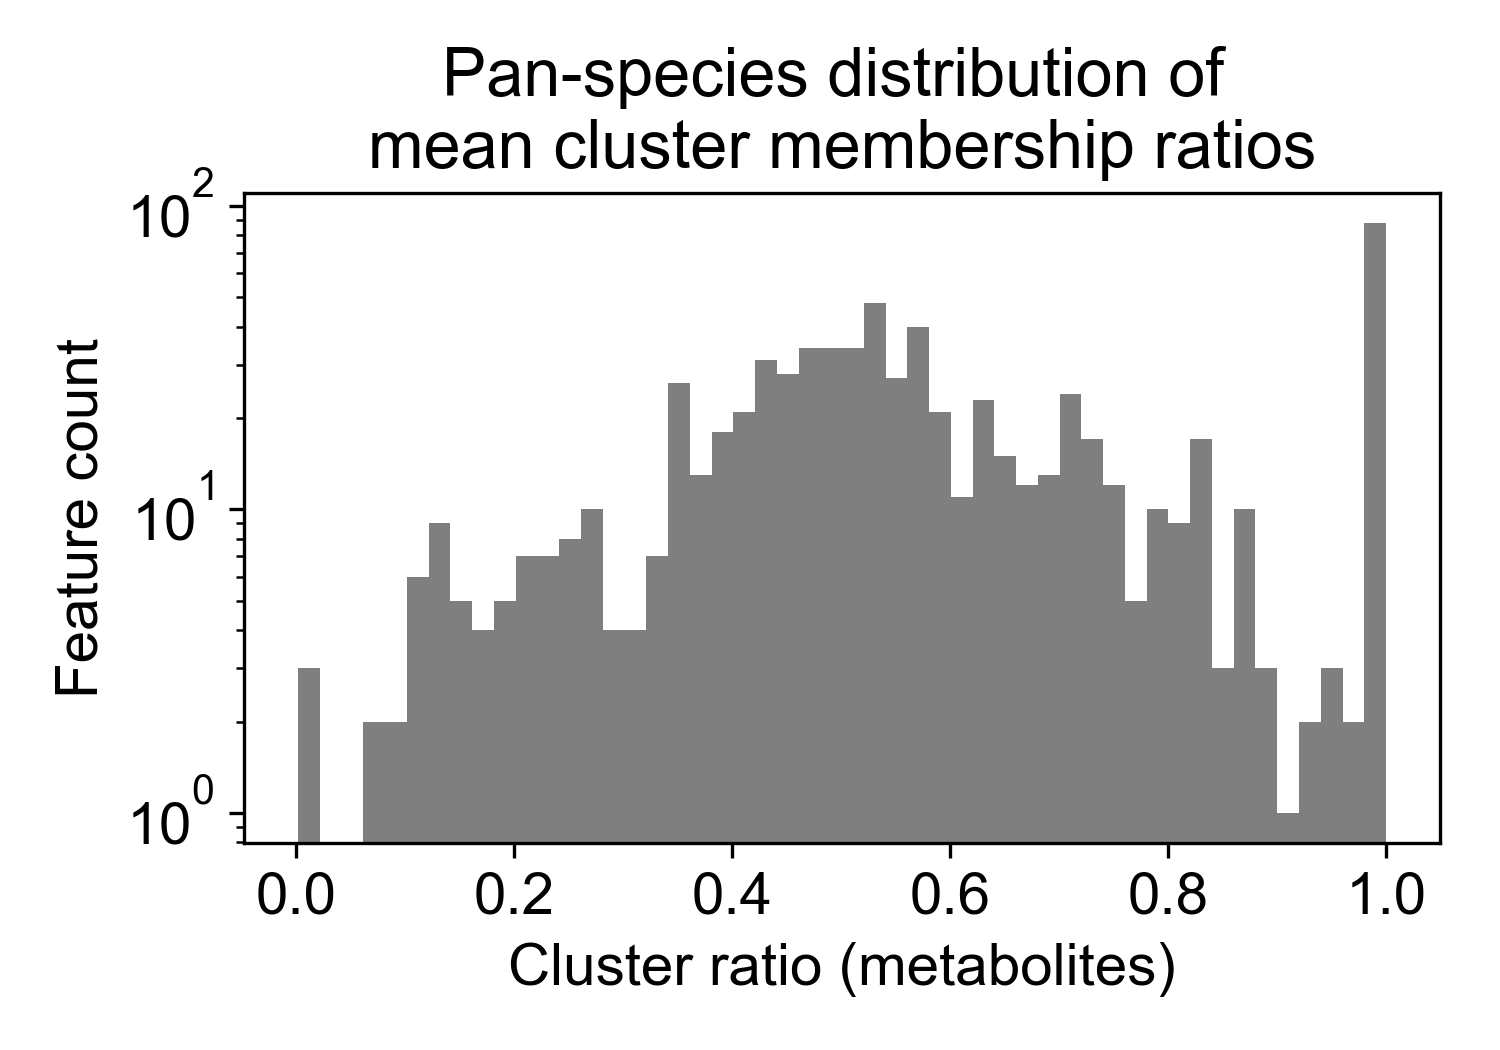 Pan-species distribution of
mean cluster membership ratios
10^2
10^1
10^0
Feature count
0.0 0.2 0.4 0.6 0.8 1.0
Cluster ratio (metabolites)